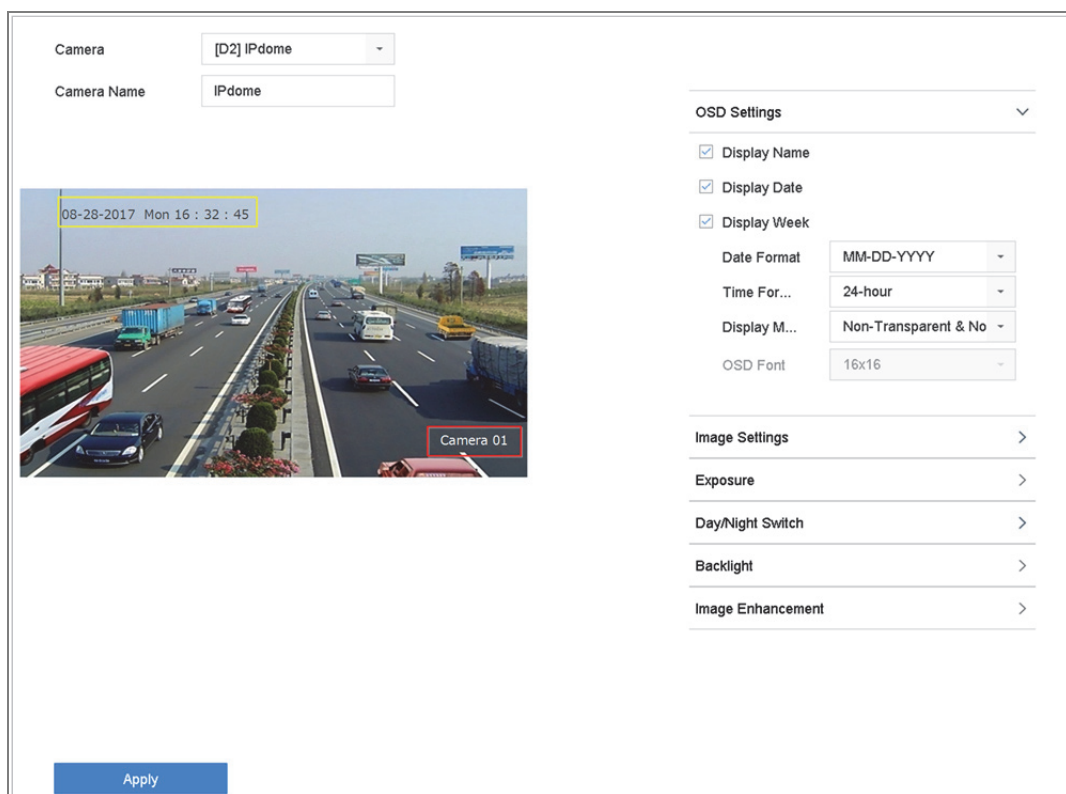 Camera
[D2] IPdome
Camera Name
IPdome
08-28-2017 Mon 16 : 32 : 45
Camera 01
OSD Settings
Display Name
Display Date
Display Week
Date Format
MM-DD-YYYY
Time For...
24-hour
Display M...
Non-Transparent & No
OSD Font
16x16
Image Settings
Exposure
Day/Night Switch
Backlight
Image Enhancement
Apply